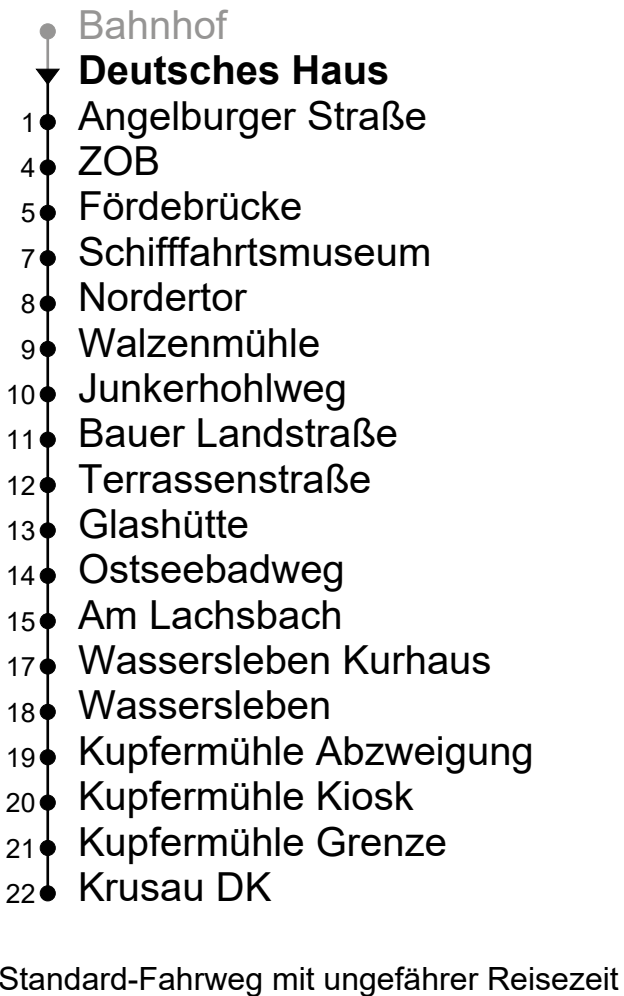 Bahnhof
Deutsches Haus
1 Angelburger Straße
4 ZOB
5 Fördebrücke
7 Schifffahrtsmuseum
8 Nordertor
9 Walzenmühle
10 Junkerhohlweg
11 Bauer Landstraße
12 Terrassenstraße
13 Glashütte
14 Ostseebadweg
15 Am Lachsbach
17 Wassersleben Kurhaus
18 Wassersleben
19 Kupfermühle Abzweigung
20 Kupfermühle Kiosk
21 Kupfermühle Grenze
22 Krusau DK
Standard-Fahrweg mit ungefährer Reisezeit